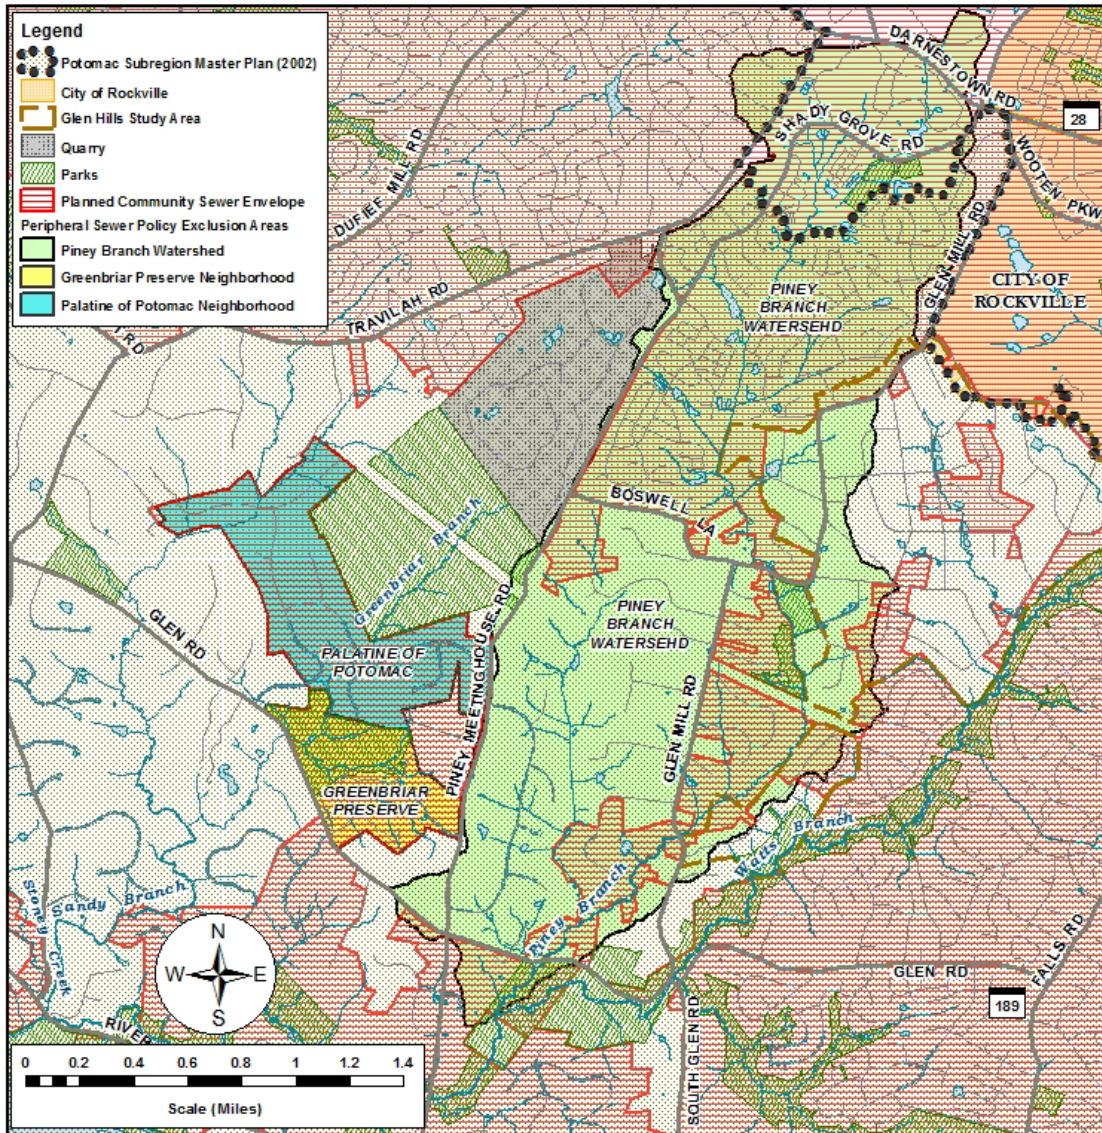 Legend
Potomac Subregion Master Plan (2002)
City of Rockville
Glen Hills Study Area
Quarry
Parks
Planned Community Sewer Envelope
Peripheral Sewer Policy Exclusion Areas
Piney Branch Watershed
Greenbriar Preserve Neighborhood
Palatine of Potomac Neighborhood
DARNESTOWN RD
28
SHADY GROVE RD
WOOTEN PKW
DUFIEF MILL RD
GLEN MILL RD
CITY OF
ROCKVILLE
PINEY
BRANCH
WATERSEHD
TRAVILAH RD
RD
BOSWELL LA
Greenbriar Branch
GLEN RD
PALATINE OF
POTOMAC
PINEY MEETINGHOUSE RD
PINEY
BRANCH
WATERSEHD
GLEN MILL RD
GREENBRIAR
PRESERVE
Watts Branch
Sandy Branch
Stoney Creek
Piney Branch
N
W E
S
GLEN RD
FALLS RD
189
SOUTH GLEN RD
RIVER
0 0.2 0.4 0.6 0.8 1 1.2 1.4
Scale (Miles)